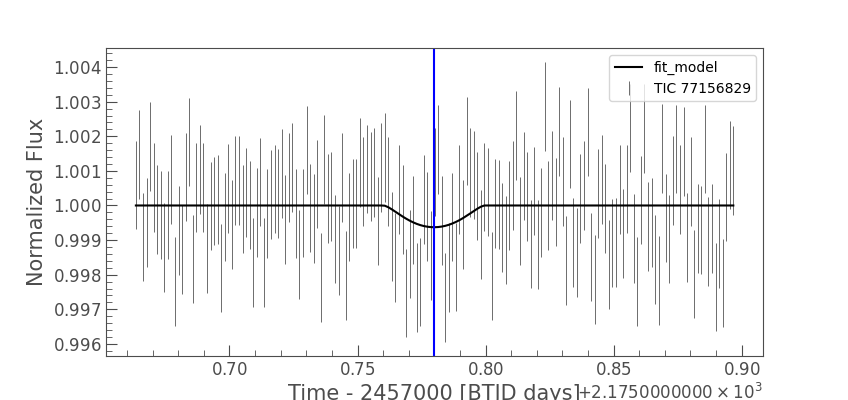 fit_model
TIC 77156829
1.004
1.003
1.002
1.001
1.000
0.999
0.998
0.997
0.996
Normalized Flux
0.70 0.75 0.80 0.85 0.90
Time - 2457000 [BTJD days] +2.1750000000 × 10³